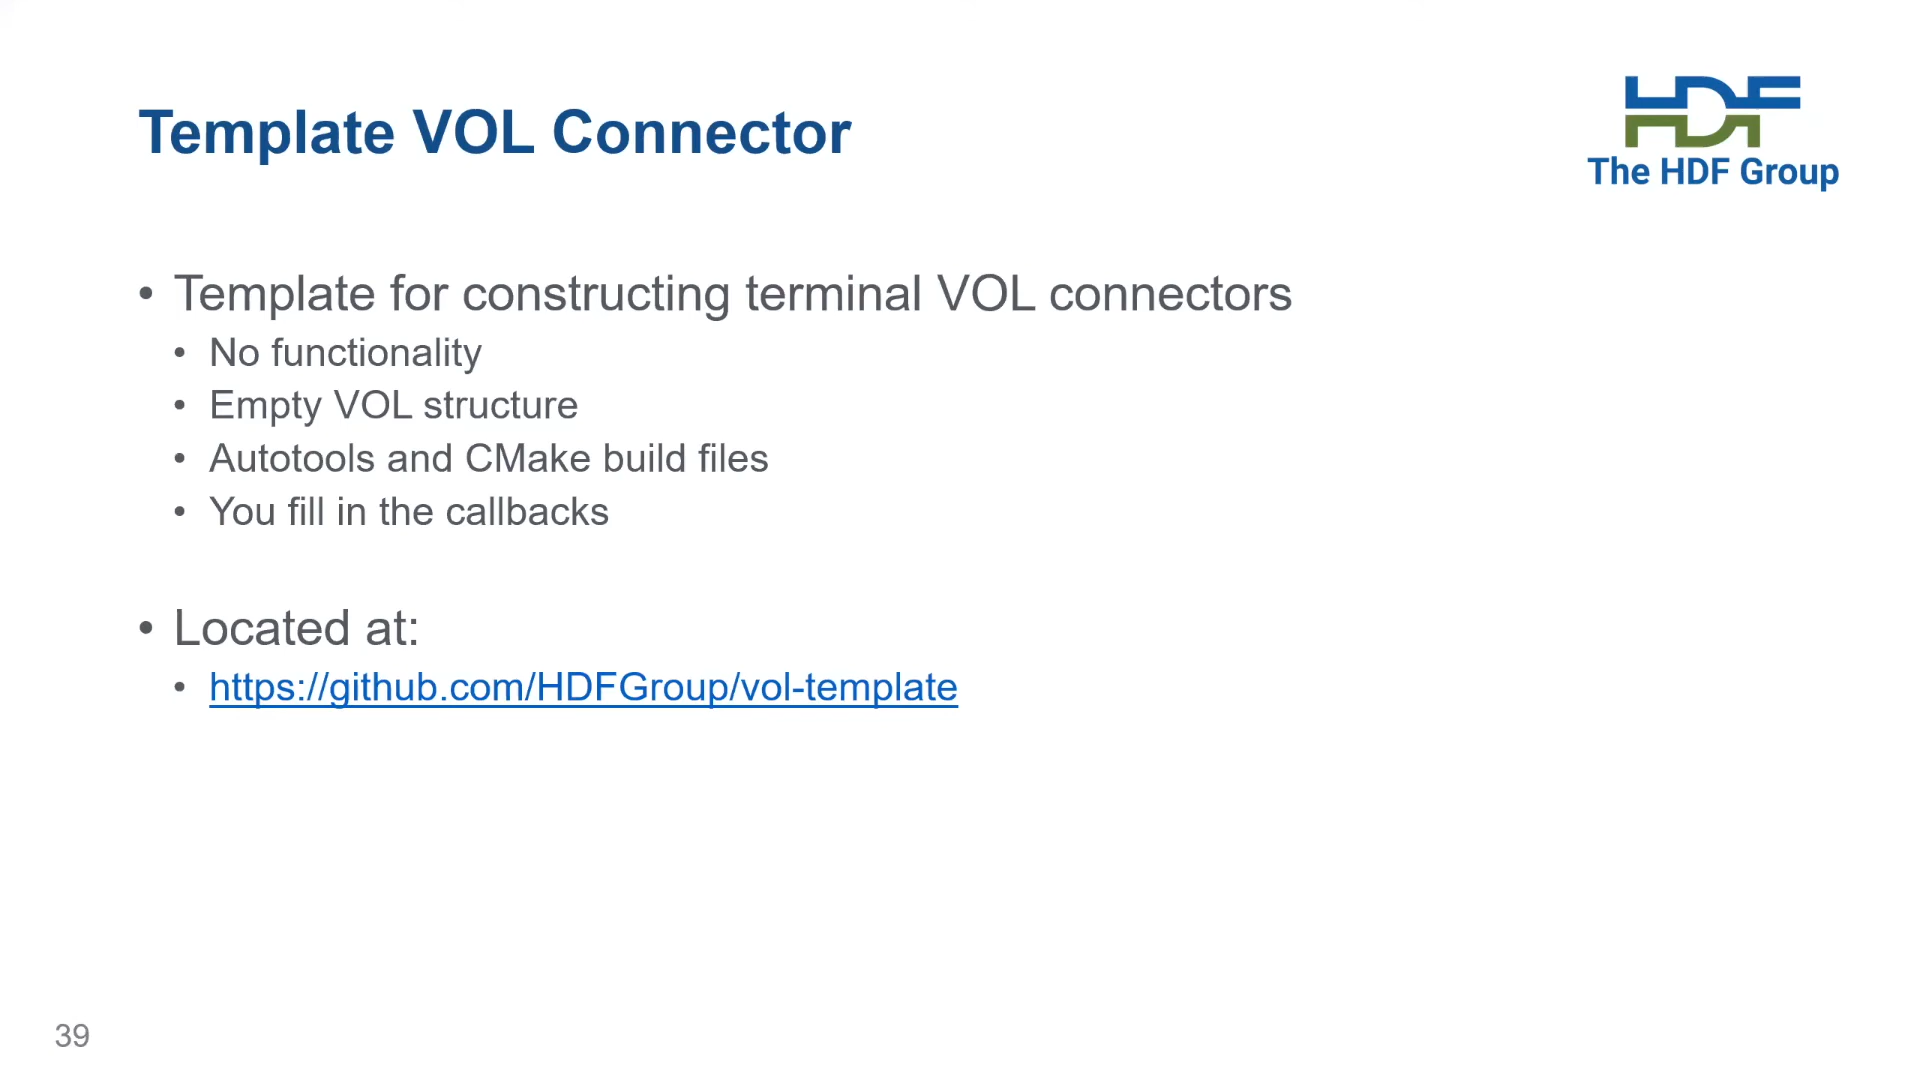 Template VOL Connector
HDF
The HDF Group
• Template for constructing terminal VOL connectors
• No functionality
• Empty VOL structure
• Autotools and CMake build files
• You fill in the callbacks
• Located at:
• https://github.com/HDFGroup/vol-template
39